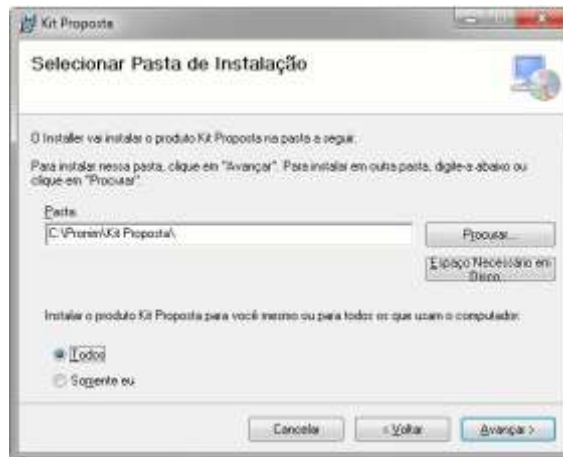 Kit Proposta
Selecionar Pasta de Instalação
O Installer vai instalar o produto Kit Proposta na pasta a seguir.
Para instalar nessa pasta, clique em "Avançar". Para instalar em outra pasta, digite-a abaixo ou
clique em "Procurar".
Pasta:
C:\Pronim\Kit Proposta\
Procurar...
Espaço Necessário em
Disco...
Instalar o produto Kit Proposta para você mesmo ou para todos os que usam o computador:
Todos
Somente eu
Cancelar
< Voltar
Avançar >